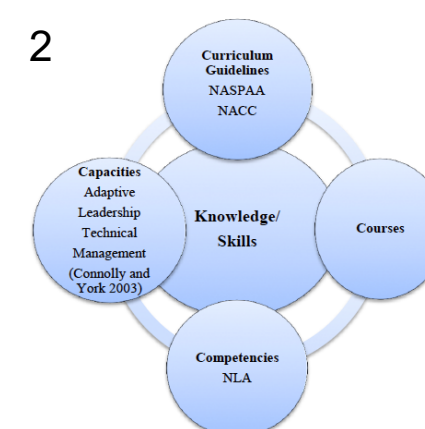 2
Curriculum
Guidelines
NASPAA
NACC
Capacities
Adaptive
Leadership
Technical
Management
(Connolly and
York 2003)
Knowledge/
Skills
Courses
Competencies
NLA